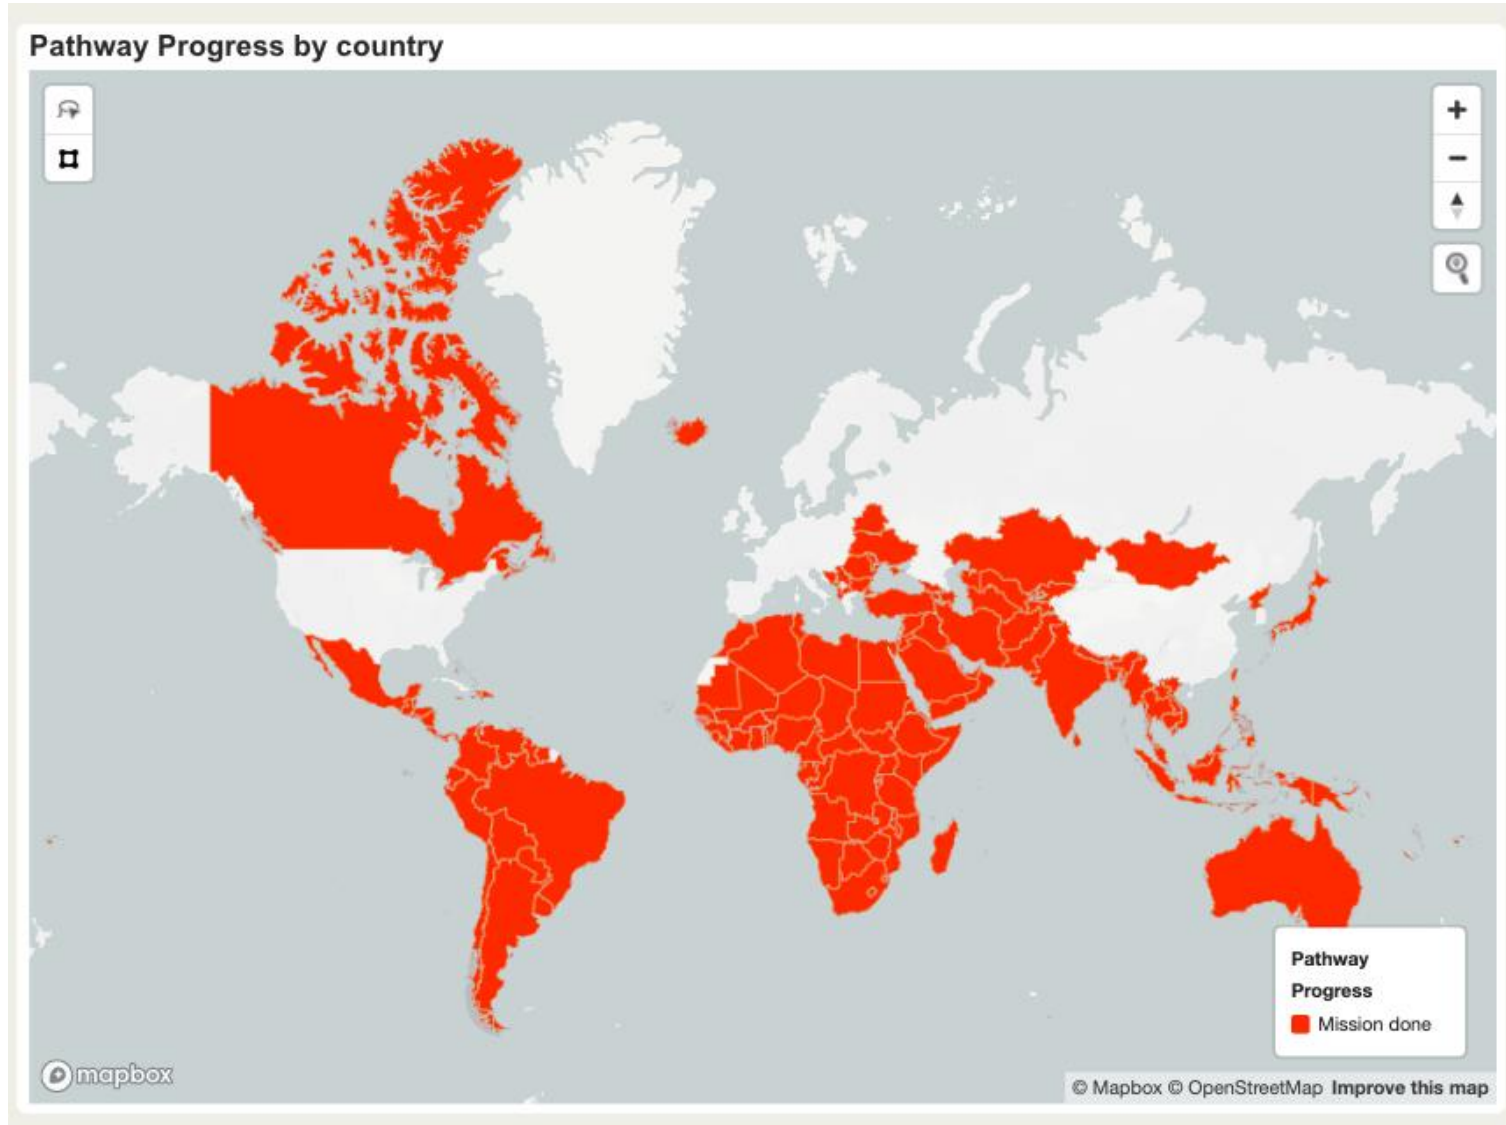 Pathway Progress by country
Pathway
Progress
Mission done
mapbox
© Mapbox © OpenStreetMap Improve this map